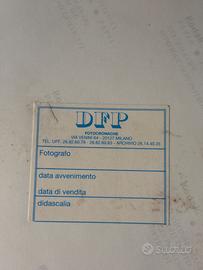 DFP
FOTOCRONACHE
VIA VENINI 64 - 20127 MILANO
TEL. UFF. 26.82.60.79 - 26.82.60.83 - ARCHIVIO 26.14.40.35
Fotografo
data avvenimento
data di vendita
didascalia
subito